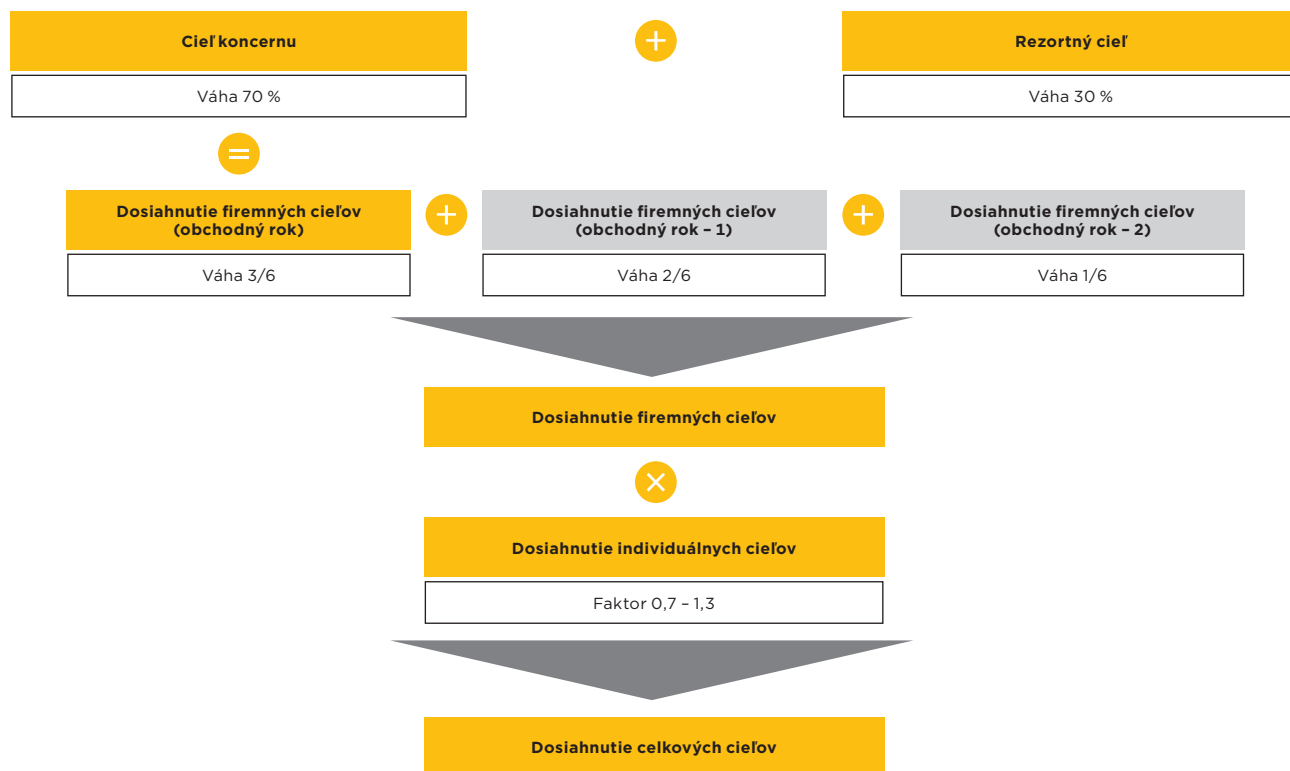 Cieľ koncernu
+
Rezortný cieľ
Váha 70 %
Váha 30 %
=
Dosiahnutie firemných cieľov
(obchodný rok)
+
Dosiahnutie firemných cieľov
(obchodný rok – 1)
+
Dosiahnutie firemných cieľov
(obchodný rok – 2)
Váha 3/6
Váha 2/6
Váha 1/6
Dosiahnutie firemných cieľov
×
Dosiahnutie individuálnych cieľov
Faktor 0,7 – 1,3
Dosiahnutie celkových cieľov